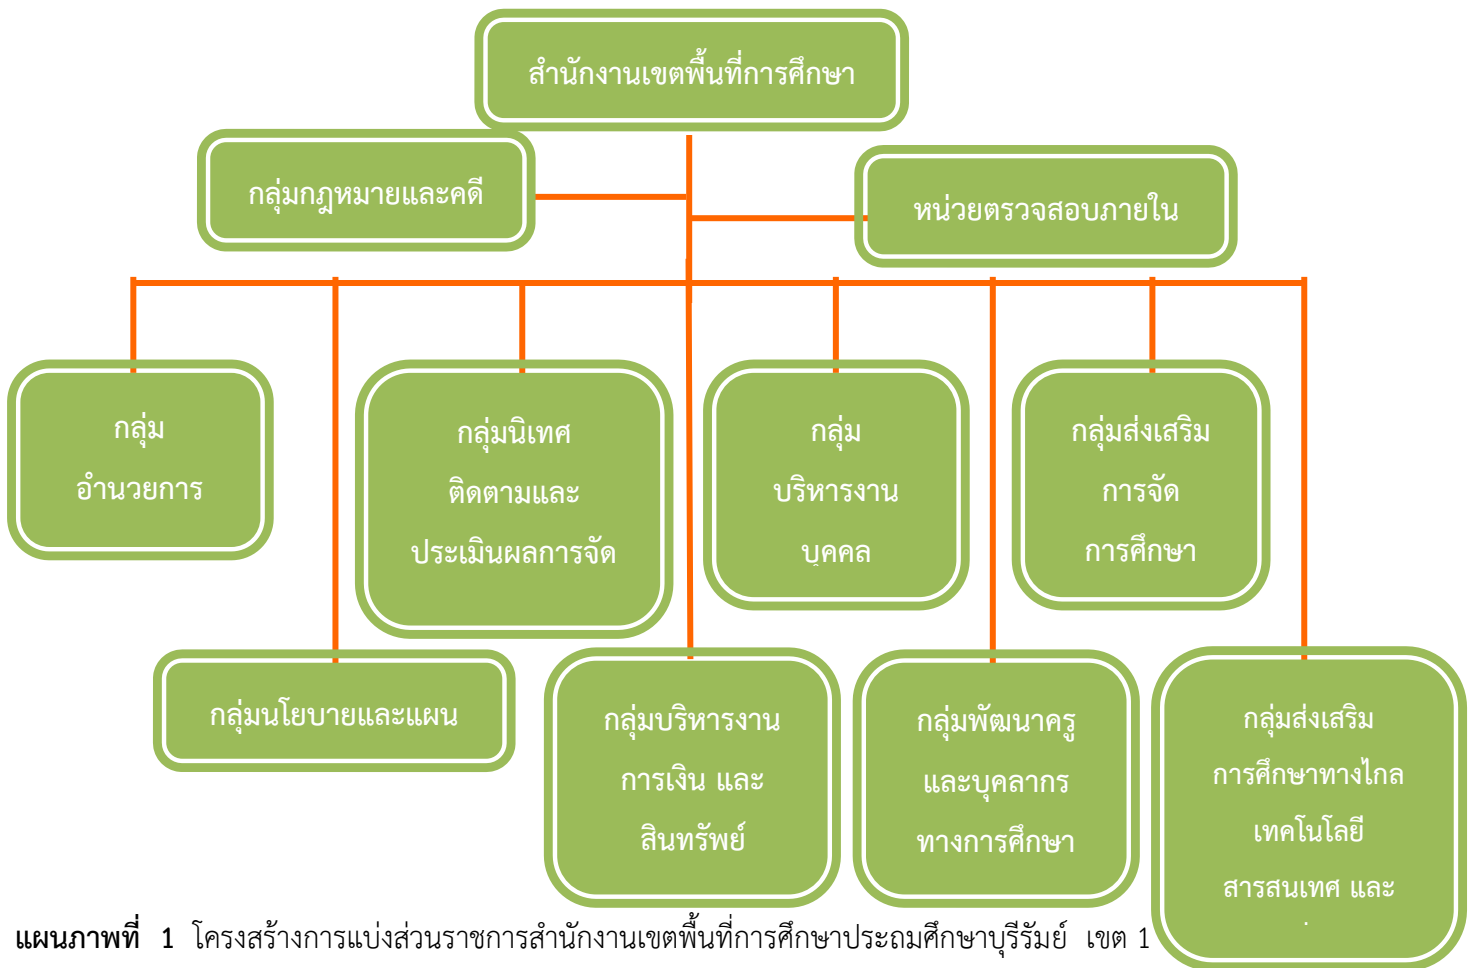 สำนักงานเขตพื้นที่การศึกษา
กลุ่มกฎหมายและคดี
หน่วยตรวจสอบภายใน
กลุ่ม
อำนวยการ
กลุ่มนิเทศ
ติดตามและ
ประเมินผลการจัด
กลุ่ม
บริหารงาน
บุคคล
กลุ่มส่งเสริม
การจัด
การศึกษา
กลุ่มนโยบายและแผน
กลุ่มบริหารงาน
การเงิน และ
สินทรัพย์
กลุ่มพัฒนาครู
และบุคลากร
ทางการศึกษา
กลุ่มส่งเสริม
การศึกษาทางไกล
เทคโนโลยี
สารสนเทศ และ
แผนภาพที่ 1 โครงสร้างการแบ่งส่วนราชการสำนักงานเขตพื้นที่การศึกษาประถมศึกษาบุรีรัมย์ เขต 1